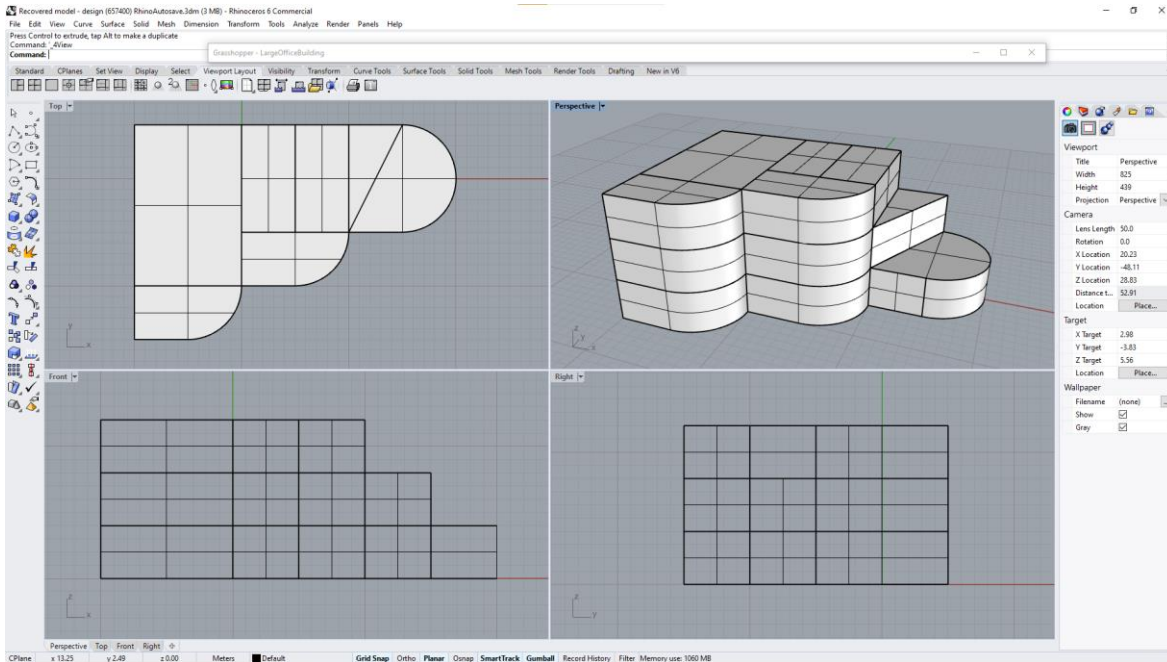 Recovered model - design (657400) RhinoAutosave.3dm (3 MB) - Rhinoceros 6 Commercial
File Edit View Curve Surface Solid Mesh Dimension Transform Tools Analyze Render Panels Help
Press Control to extrude, tap Alt to make a duplicate
Command: '_4View
Command:
Grasshopper - LargeOfficeBuilding
Standard CPlanes Set View Display Select Viewport Layout Visibility Transform Curve Tools Surface Tools Solid Tools Mesh Tools Render Tools Drafting New in V6
Top
Perspective
Viewport
Title Perspective
Width 825
Height 439
Projection Perspective
Camera
Lens Length 50.0
Rotation 0.0
X Location 20.23
Y Location -48.11
Z Location 28.83
Distance t... 52.91
Location Place...
Target
X Target 2.98
Y Target -3.83
Z Target 5.56
Location Place...
Wallpaper
Filename (none)
Show
Gray
y
x
z
y
x
Front
Right
z
x
z
y
Perspective Top Front Right
CPlane x 13.25 y 2.49 z 0.00 Meters Default Grid Snap Ortho Planar Osnap SmartTrack Gumball Record History Filter Memory use: 1060 MB